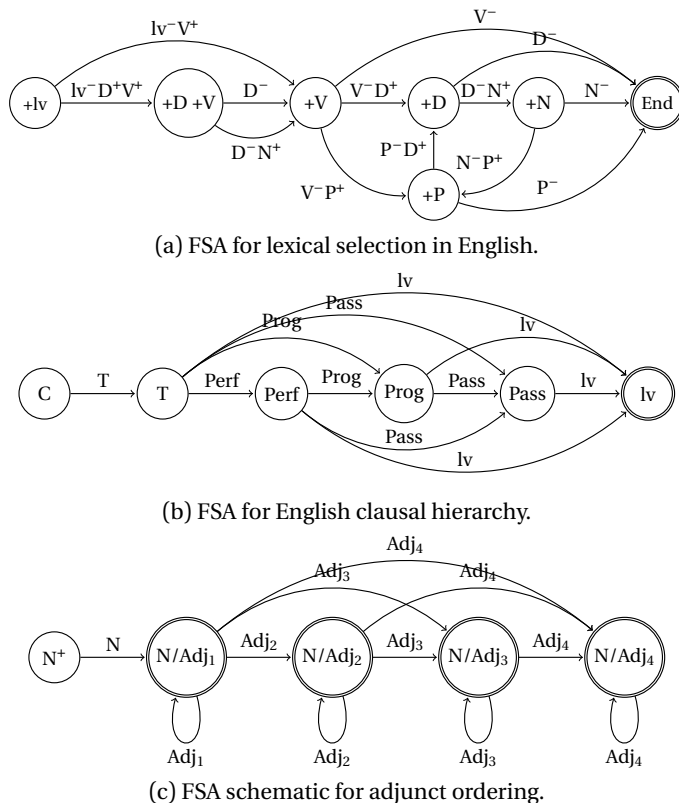 lv⁻V⁺ V⁻ D⁻
+lv lv⁻D⁺V⁺ +D +V D⁻ +V V⁻D⁺ +D D⁻N⁺ +N N⁻ End
D⁻N⁺ P⁻D⁺ N⁻P⁺
V⁻P⁺ +P P⁻
(a) FSA for lexical selection in English.
lv
Pass
Prog lv
C T T Perf Perf Prog Prog Pass Pass lv lv
Pass
lv
(b) FSA for English clausal hierarchy.
Adj₄
Adj₃ Adj₄
N⁺ N N/Adj₁ Adj₂ N/Adj₂ Adj₃ N/Adj₃ Adj₄ N/Adj₄
Adj₁ Adj₂ Adj₃ Adj₄
(c) FSA schematic for adjunct ordering.